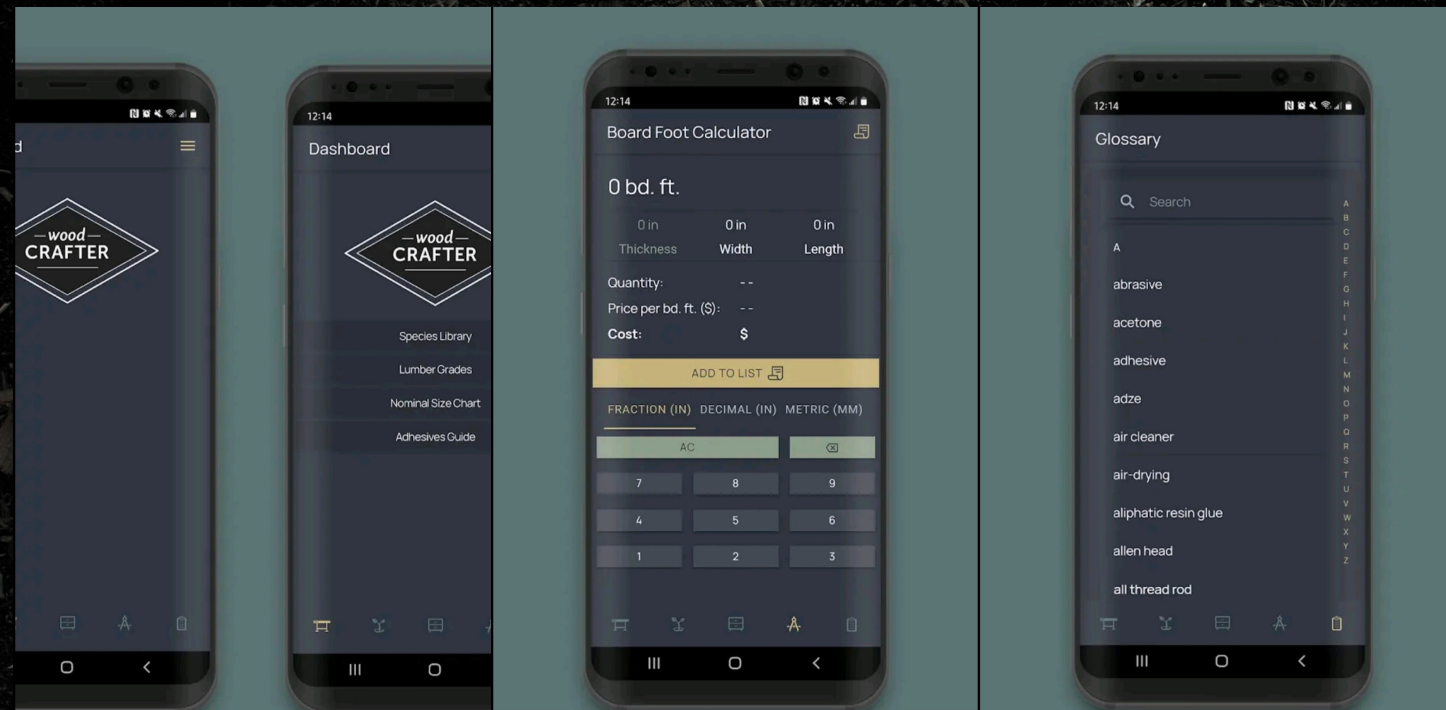 d
wood
CRAFTER
12:14
Dashboard
wood
CRAFTER
Species Library
Lumber Grades
Nominal Size Chart
Adhesives Guide
12:14
Board Foot Calculator
0 bd. ft.
0 in 0 in 0 in
Thickness Width Length
Quantity: - -
Price per bd. ft. ($): - -
Cost: $
ADD TO LIST
FRACTION (IN) DECIMAL (IN) METRIC (MM)
AC
7 8 9
4 5 6
1 2 3
12:14
Glossary
Search
A
abrasive
acetone
adhesive
adze
air cleaner
air-drying
aliphatic resin glue
allen head
all thread rod
A
B
C
D
E
F
G
H
I
J
K
L
M
N
O
P
Q
R
S
T
U
V
W
X
Y
Z